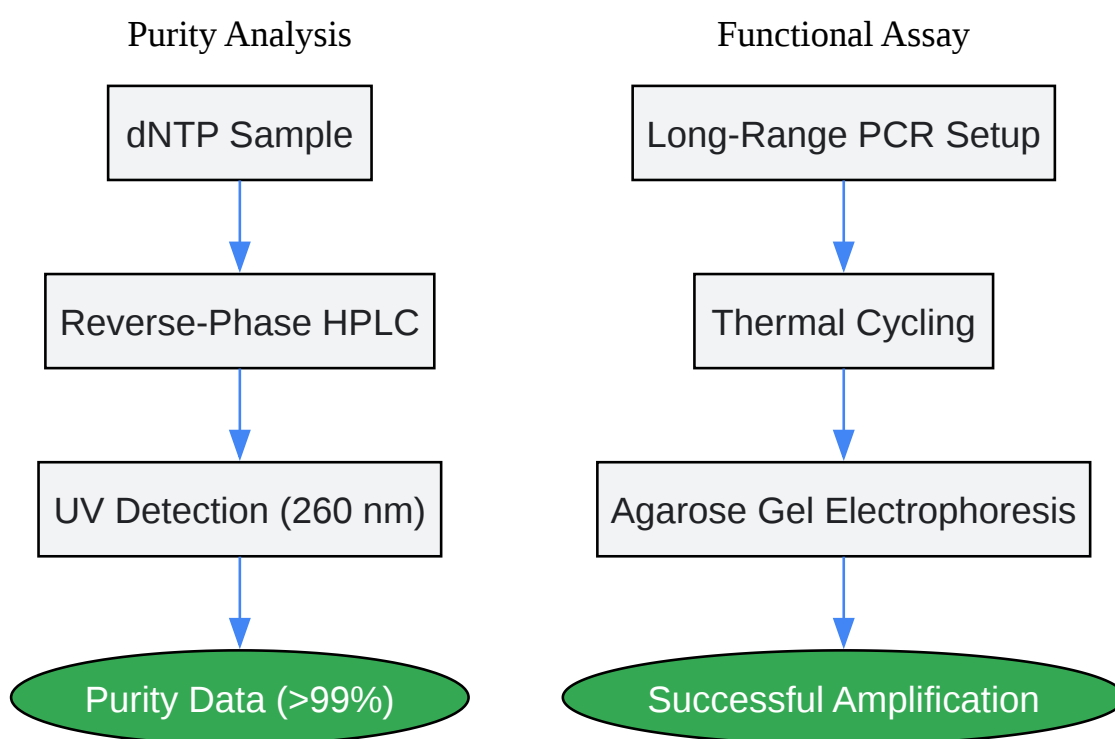 Purity Analysis
dNTP Sample
Reverse-Phase HPLC
UV Detection (260 nm)
Purity Data (>99%)
Functional Assay
Long-Range PCR Setup
Thermal Cycling
Agarose Gel Electrophoresis
Successful Amplification